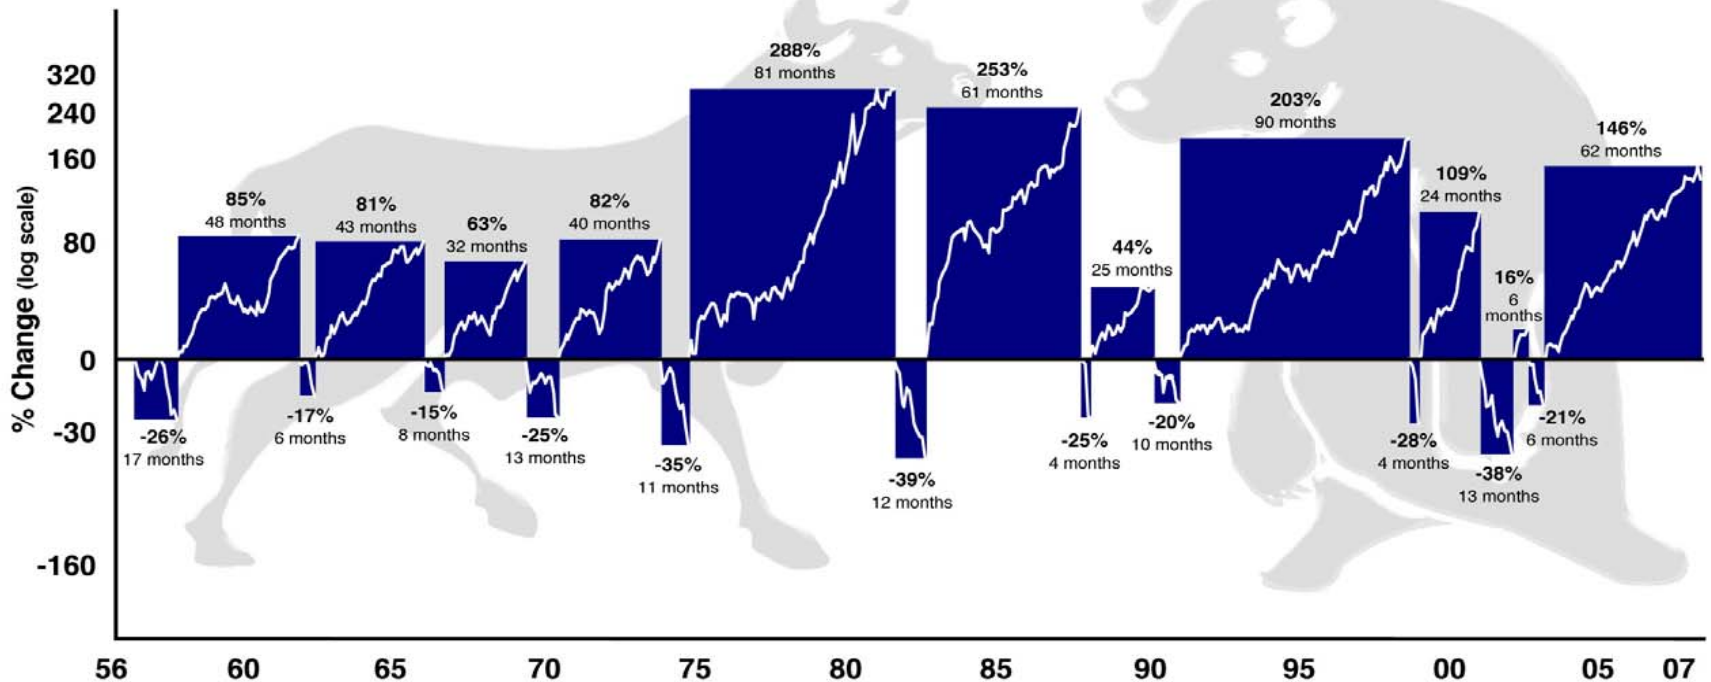 % Change (log scale)
320
240
160
80
0
-30
-160
-26%
17 months
85%
48 months
-17%
6 months
81%
43 months
-15%
8 months
63%
32 months
-25%
13 months
82%
40 months
-35%
11 months
288%
81 months
-39%
12 months
253%
61 months
-25%
4 months
44%
25 months
-20%
10 months
203%
90 months
-28%
4 months
109%
24 months
-38%
13 months
16%
6
months
-21%
6 months
146%
62 months
56 60 65 70 75 80 85 90 95 00 05 07